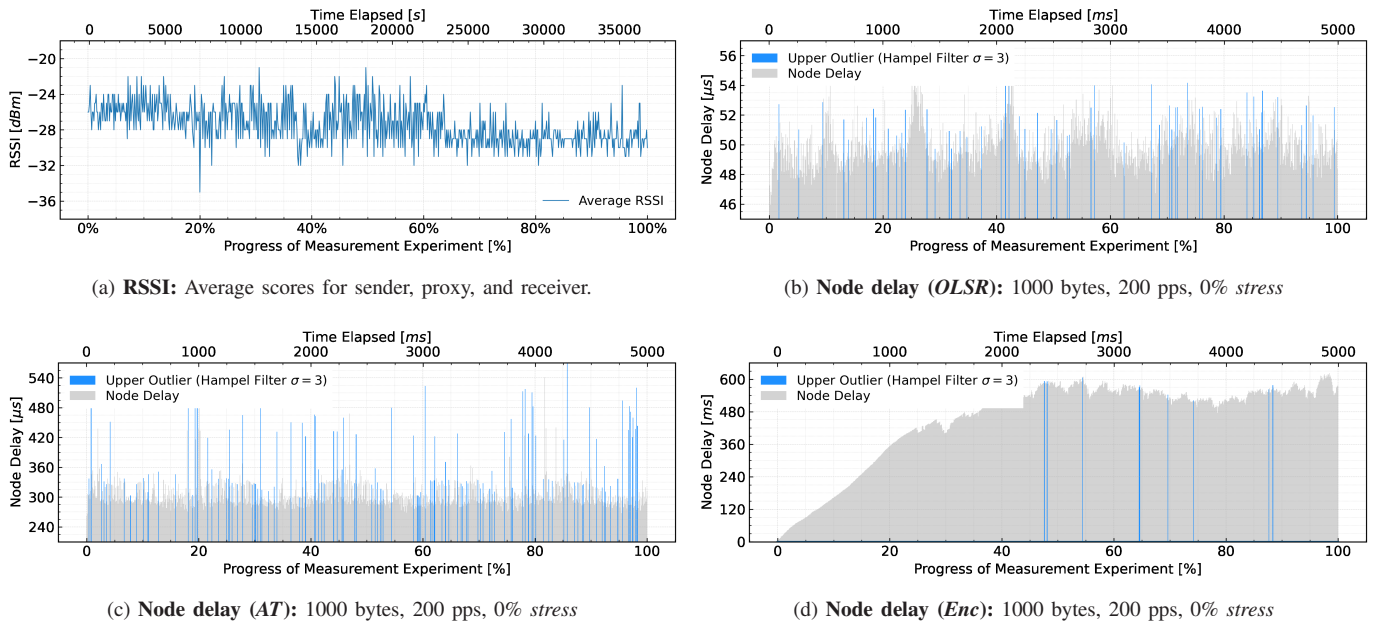 Time Elapsed [s]
0 5000 10000 15000 20000 25000 30000 35000
−20
−24
−28
−32
−36
RSSI [dBm]
Average RSSI
0% 20% 40% 60% 80% 100%
Progress of Measurement Experiment [%]
(a) RSSI: Average scores for sender, proxy, and receiver.
Time Elapsed [ms]
0 1000 2000 3000 4000 5000
56
54
52
50
48
46
Node Delay [µs]
Upper Outlier (Hampel Filter σ = 3)
Node Delay
0 20 40 60 80 100
Progress of Measurement Experiment [%]
(b) Node delay (OLSR): 1000 bytes, 200 pps, 0% stress
Time Elapsed [ms]
0 1000 2000 3000 4000 5000
540
480
420
360
300
240
Node Delay [µs]
Upper Outlier (Hampel Filter σ = 3)
Node Delay
0 20 40 60 80 100
Progress of Measurement Experiment [%]
(c) Node delay (AT): 1000 bytes, 200 pps, 0% stress
Time Elapsed [ms]
0 1000 2000 3000 4000 5000
600
480
360
240
120
0
Node Delay [ms]
Upper Outlier (Hampel Filter σ = 3)
Node Delay
0 20 40 60 80 100
Progress of Measurement Experiment [%]
(d) Node delay (Enc): 1000 bytes, 200 pps, 0% stress